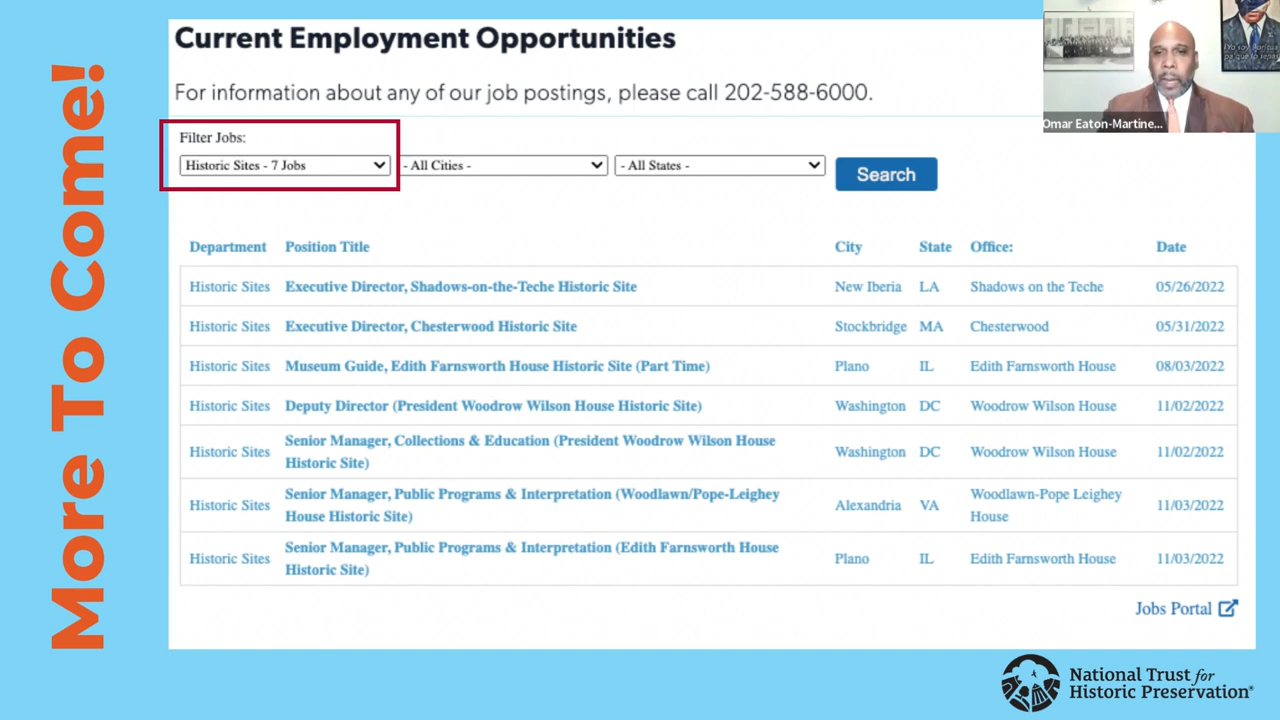 More To Come!
Current Employment Opportunities
For information about any of our job postings, please call 202-588-6000.
Filter Jobs:
Historic Sites - 7 Jobs
- All Cities -
- All States -
Search
Department Position Title City State Office: Date
Historic Sites Executive Director, Shadows-on-the-Teche Historic Site New Iberia LA Shadows on the Teche 05/26/2022
Historic Sites Executive Director, Chesterwood Historic Site Stockbridge MA Chesterwood 05/31/2022
Historic Sites Museum Guide, Edith Farnsworth House Historic Site (Part Time) Plano IL Edith Farnsworth House 08/03/2022
Historic Sites Deputy Director (President Woodrow Wilson House Historic Site) Washington DC Woodrow Wilson House 11/02/2022
Historic Sites Senior Manager, Collections & Education (President Woodrow Wilson House
Historic Site) Washington DC Woodrow Wilson House 11/02/2022
Historic Sites Senior Manager, Public Programs & Interpretation (Woodlawn/Pope-Leighey
House Historic Site) Alexandria VA Woodlawn-Pope Leighey
House 11/03/2022
Historic Sites Senior Manager, Public Programs & Interpretation (Edith Farnsworth House
Historic Site) Plano IL Edith Farnsworth House 11/03/2022
Jobs Portal
Omar Eaton-Martine...
National Trust for
Historic Preservation®